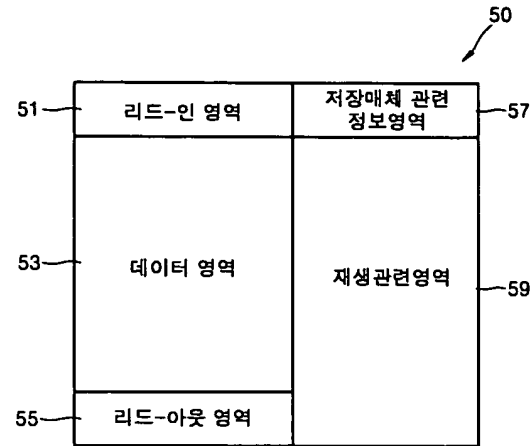 50
51
리드-인 영역
저장매체 관련
정보영역
57
53
데이터 영역
재생관련영역
59
55
리드-아웃 영역